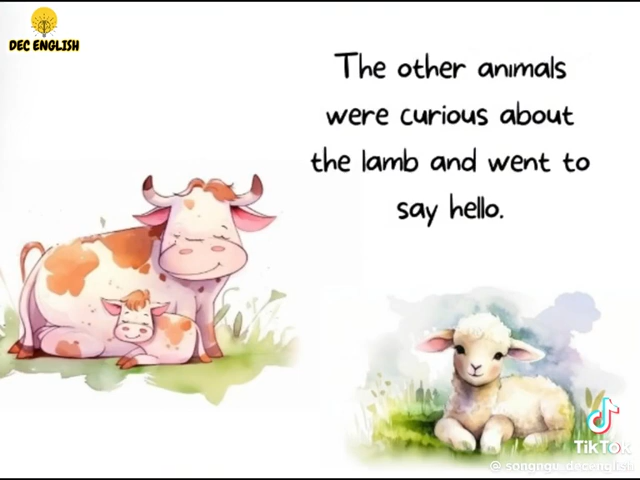 DEC ENGLISH
The other animals
were curious about
the lamb and went to
say hello.
TikTok